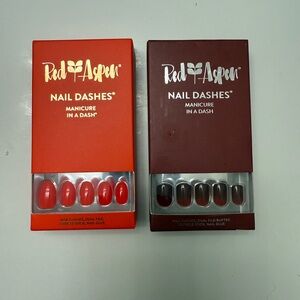 Red Aspen®
NAIL DASHES®
MANICURE
IN A DASH®
Red Aspen®
NAIL DASHES®
MANICURE
IN A DASH